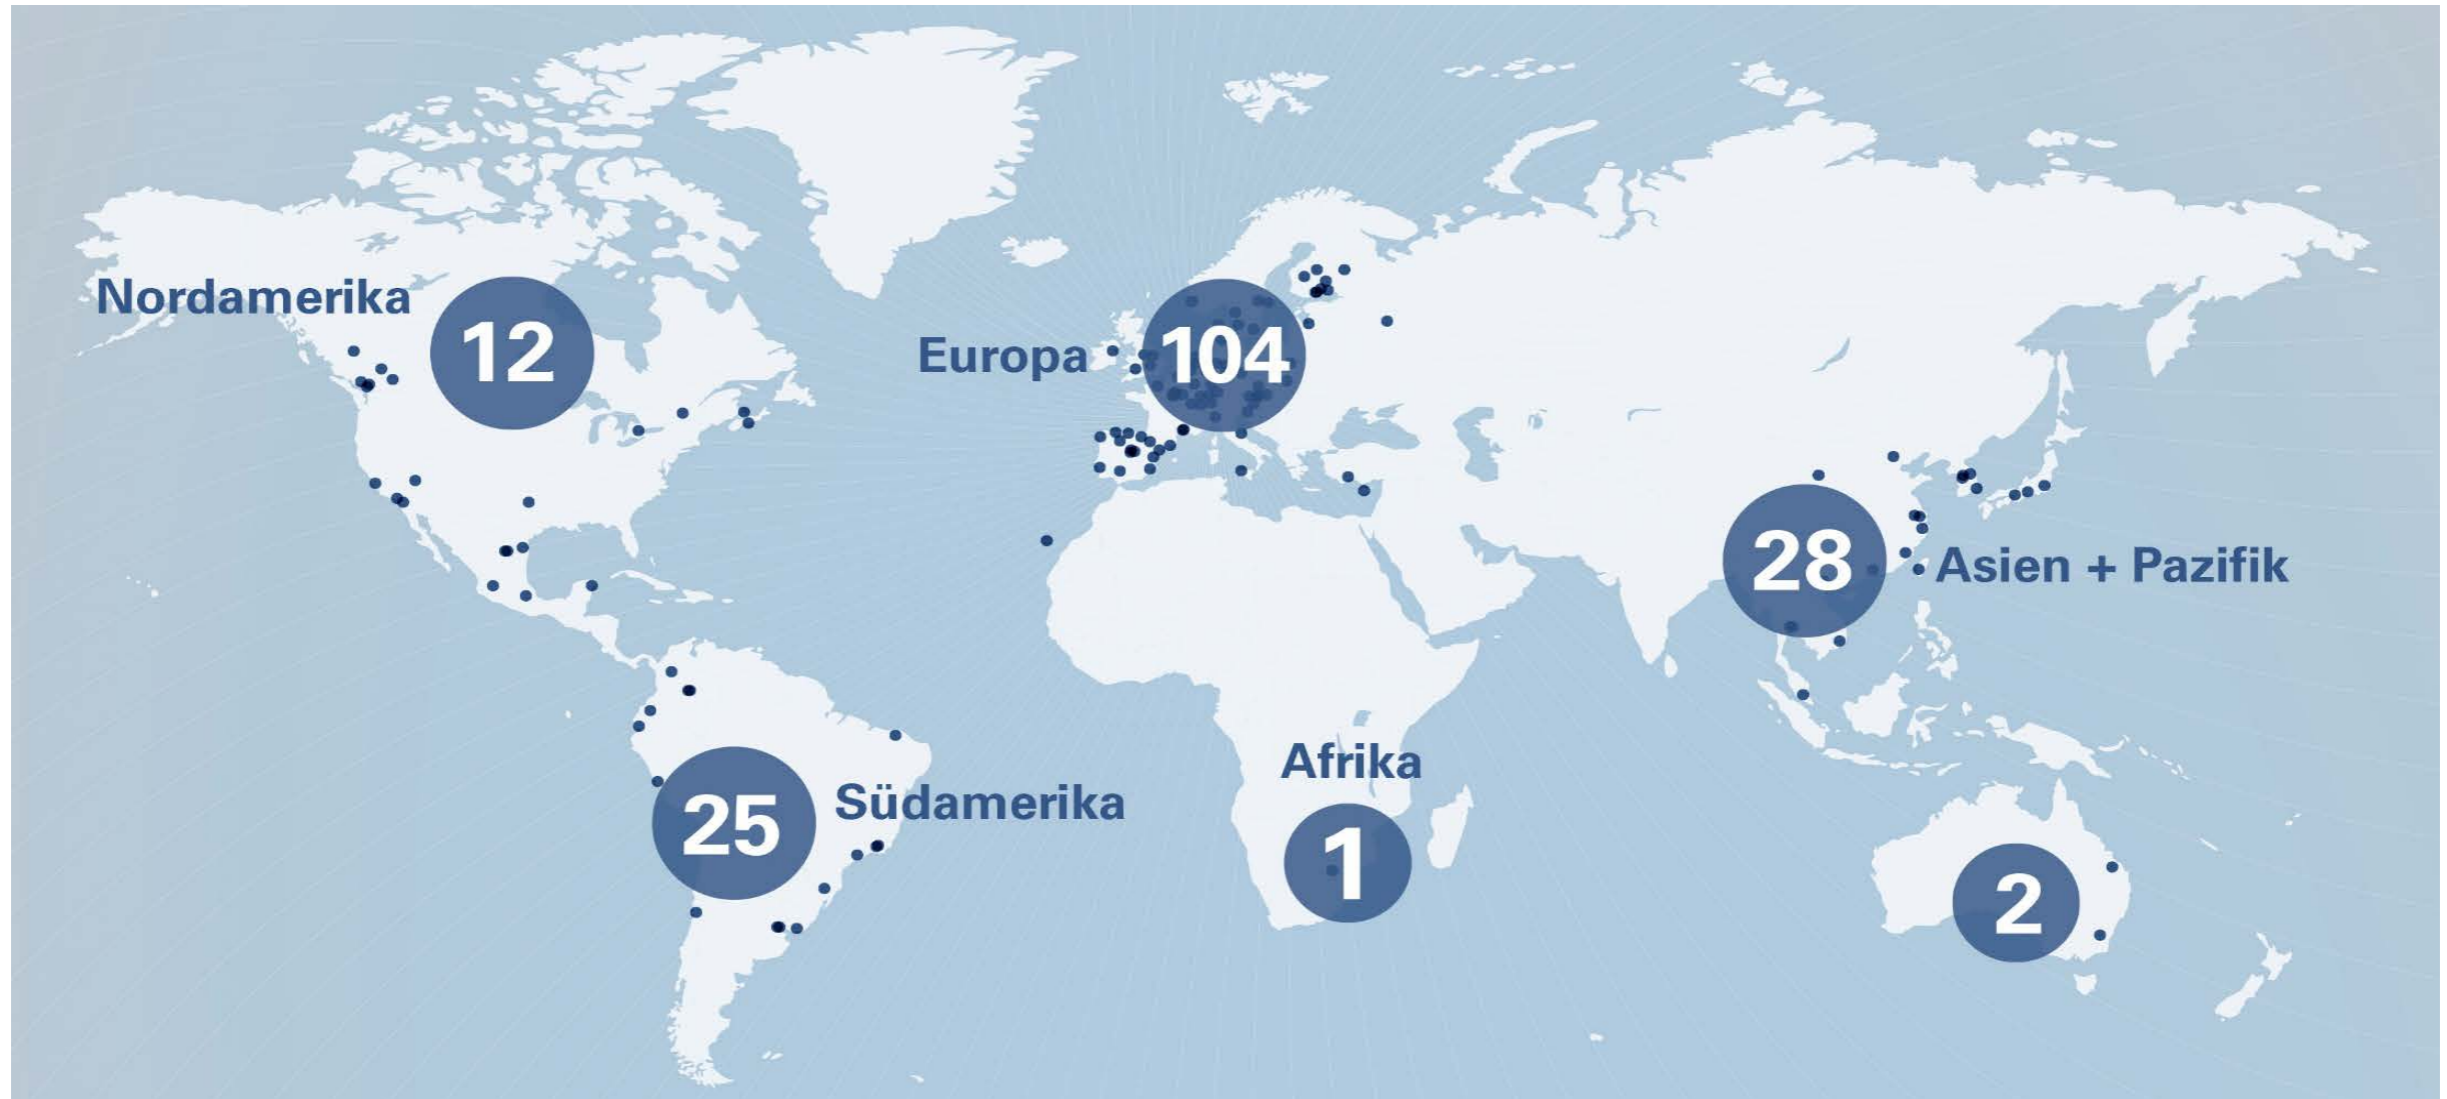 Nordamerika
12
Europa
104
28
Asien + Pazifik
Afrika
25
Südamerika
1
2